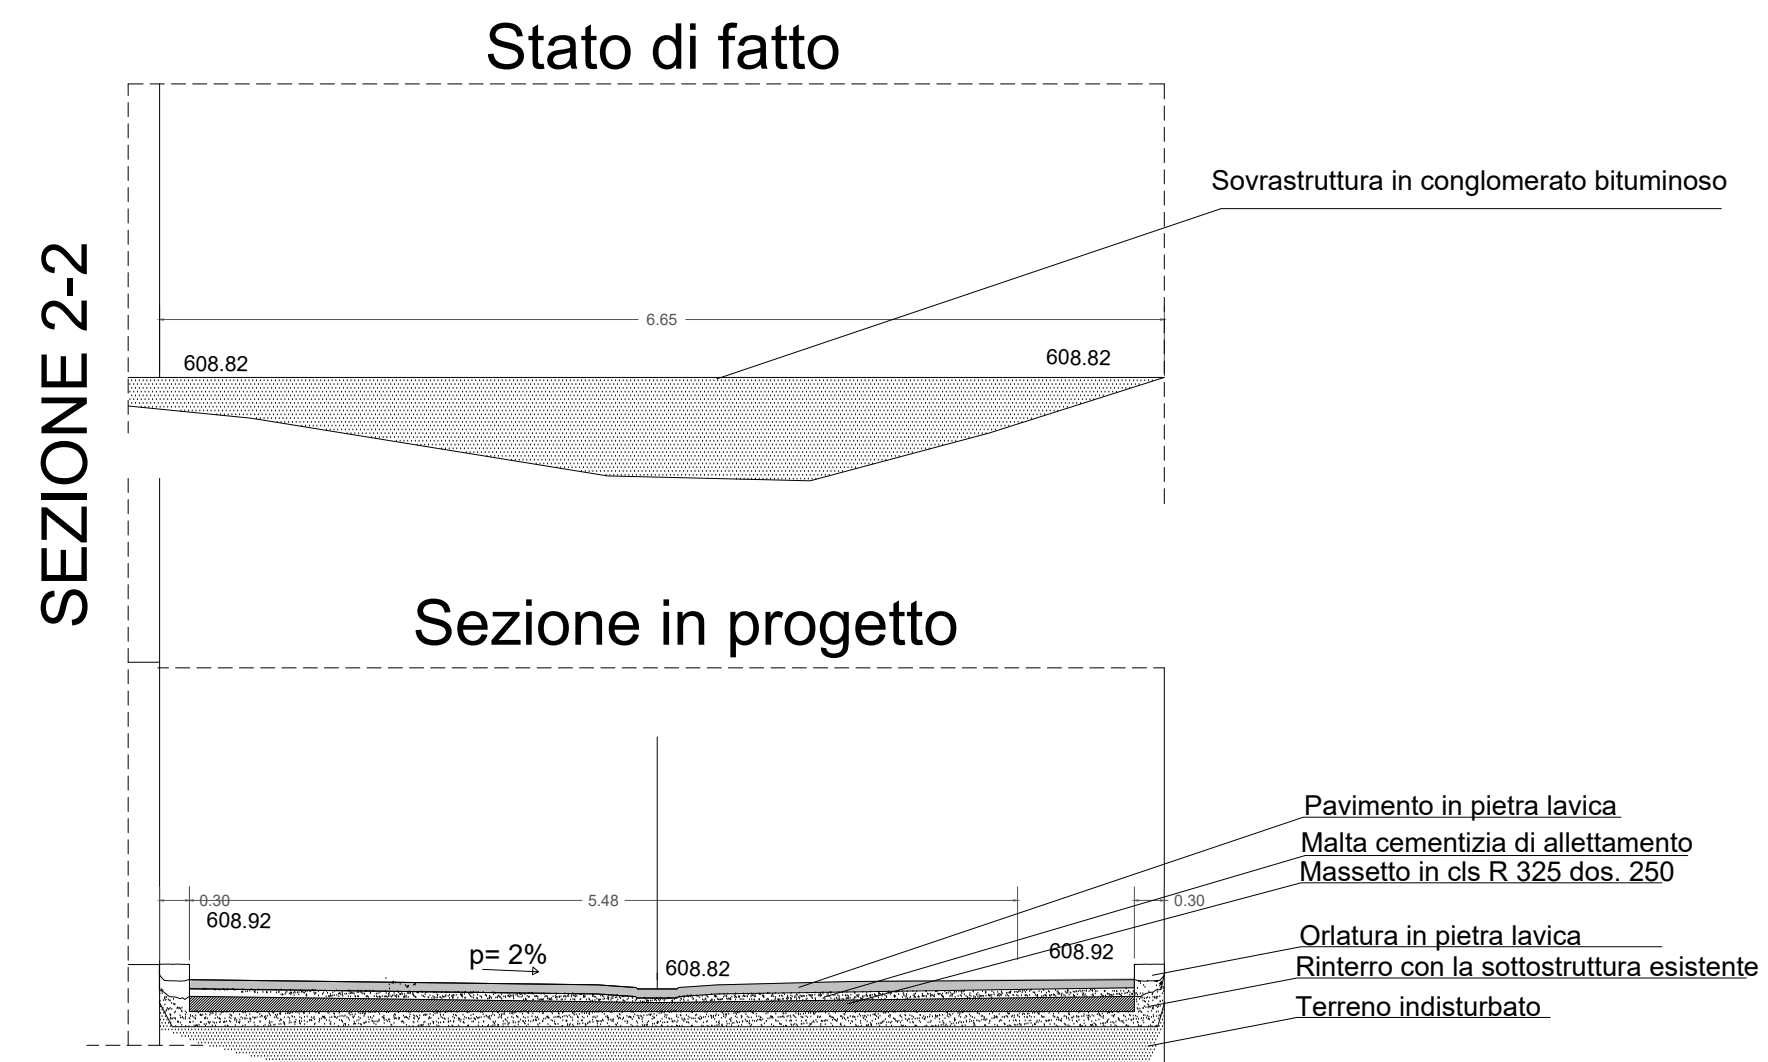 Stato di fatto
Sovrastruttura in conglomerato bituminoso
SEZIONE 2-2
6.65
608.82
608.82
Sezione in progetto
Pavimento in pietra lavica
Malta cementizia di allettamento
Massetto in cls R 325 dos. 250
0.30
5.48
0.30
608.92
Orlatura in pietra lavica
608.92
p= 2%
608.82
Rinterro con la sottostruttura esistente
Terreno indisturbato